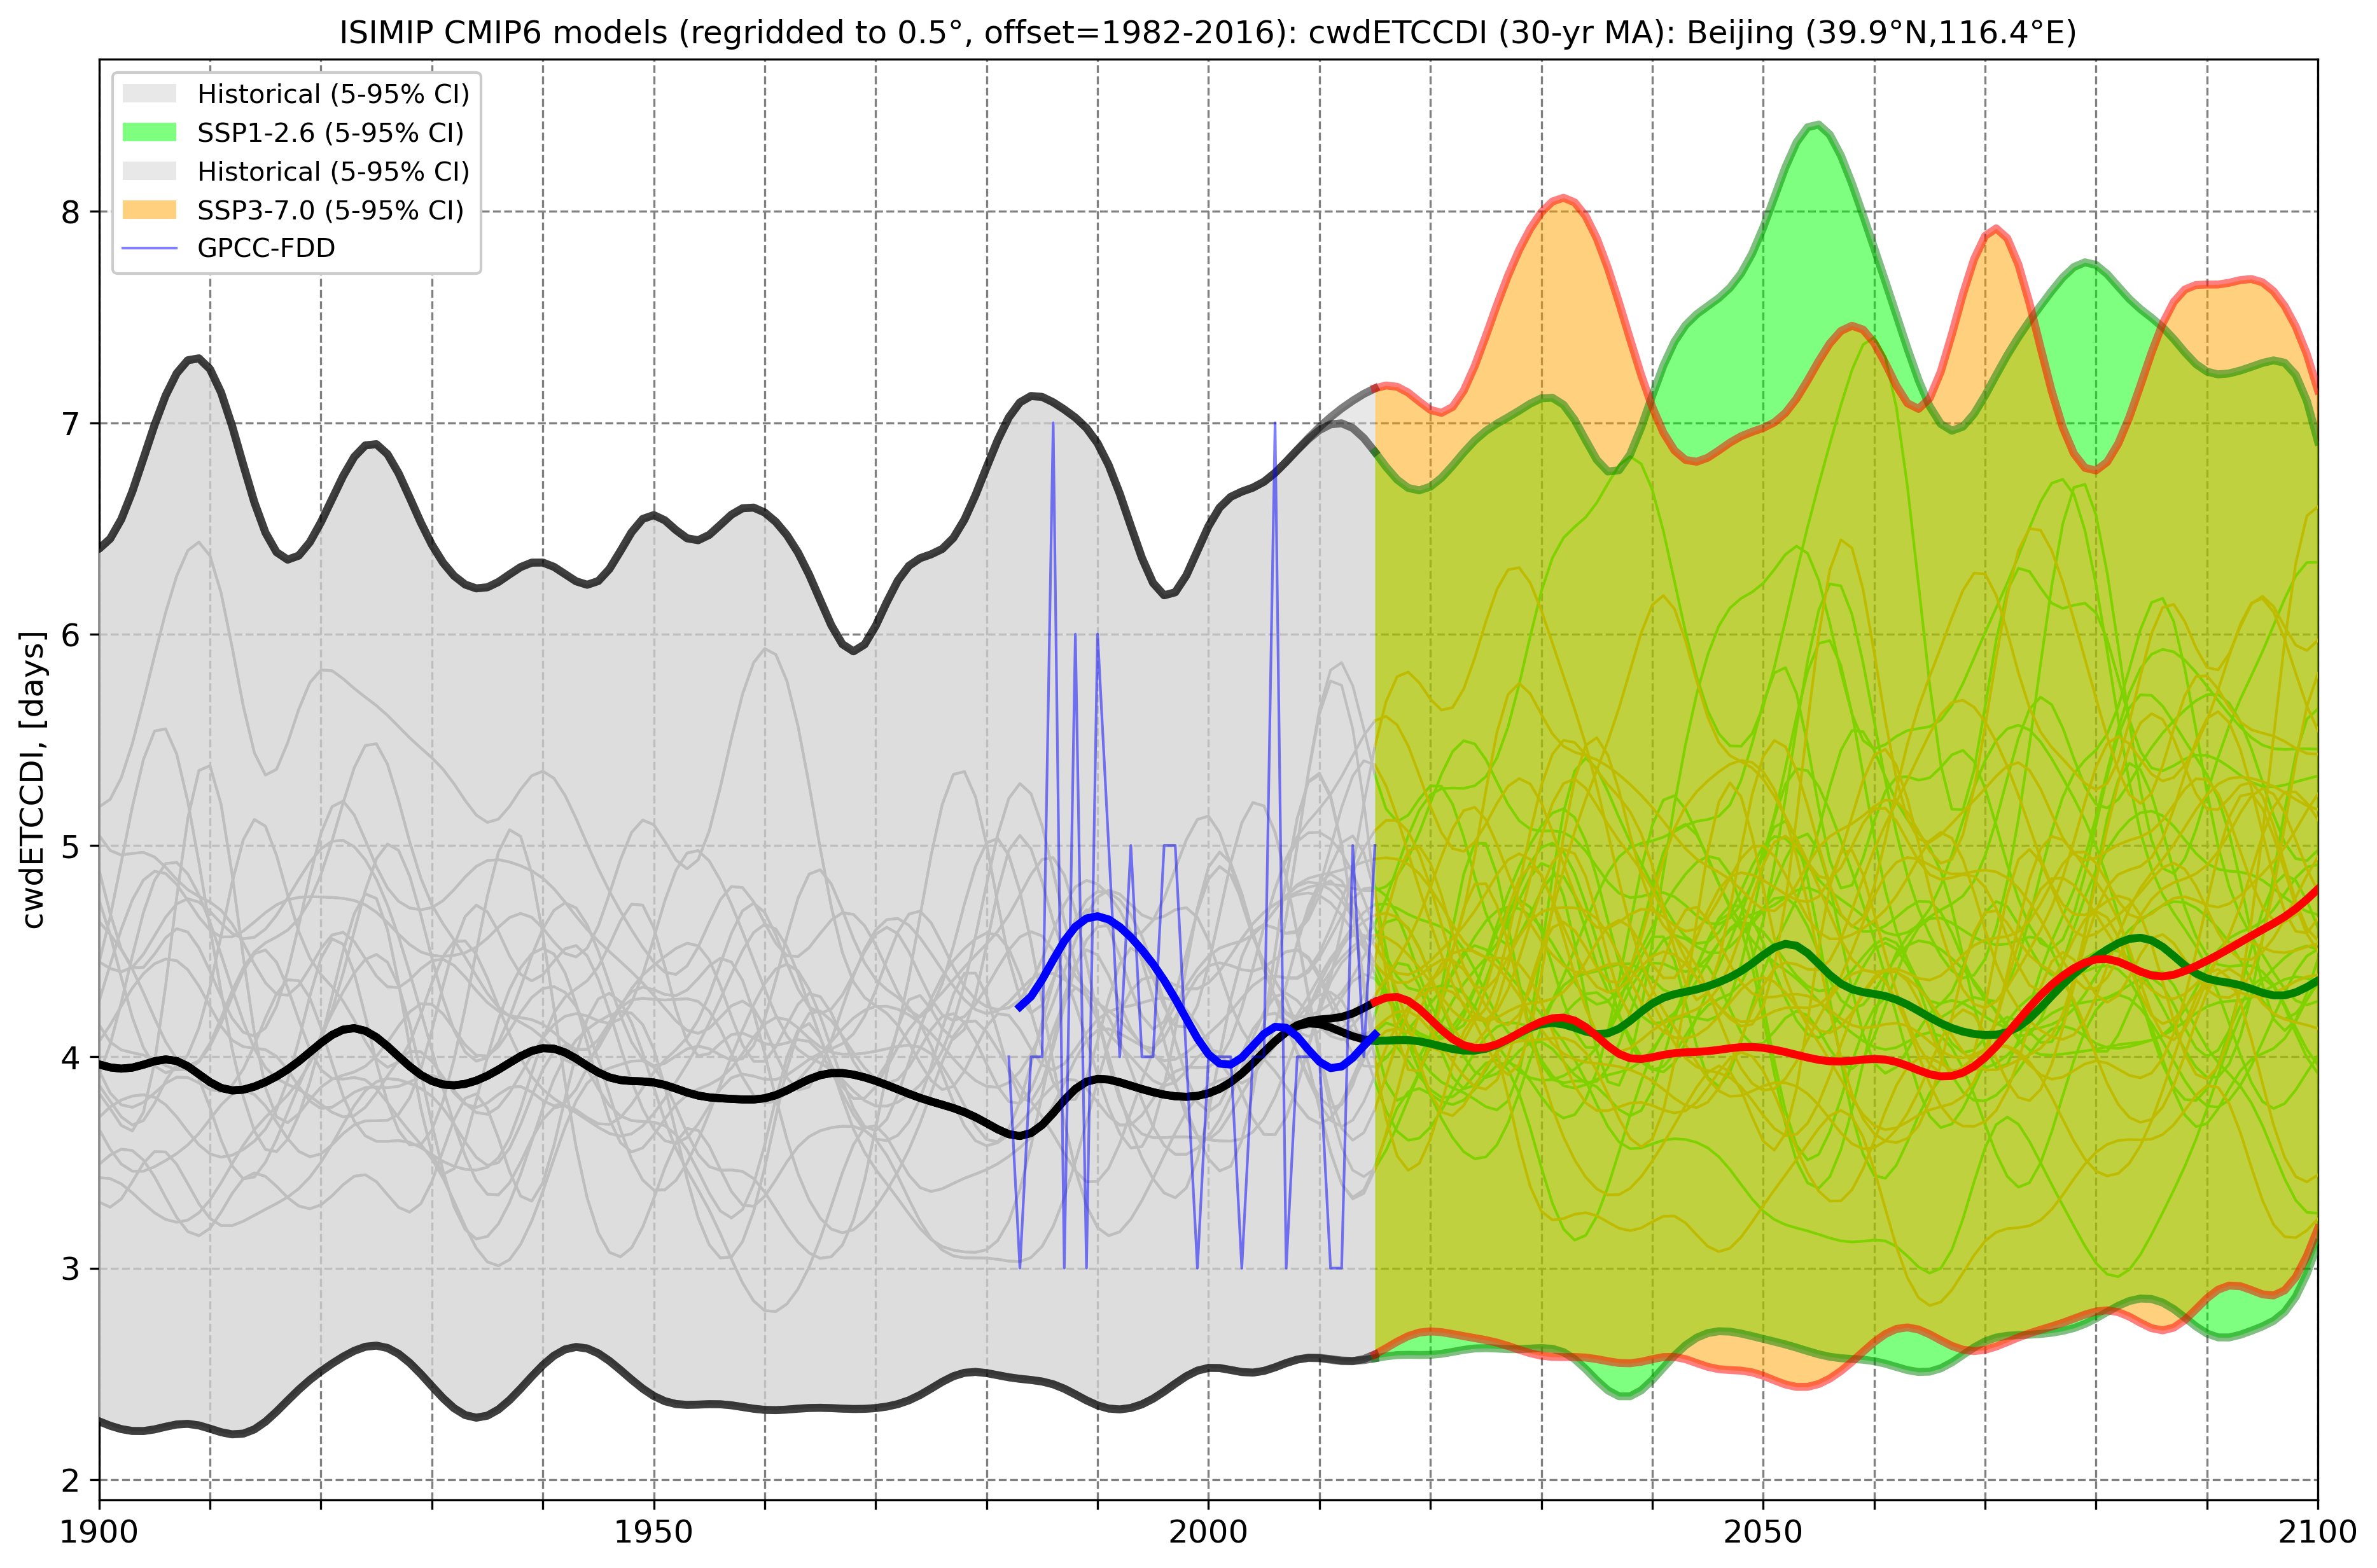 ISIMIP CMIP6 models (regridded to 0.5°, offset=1982-2016): cwdETCCDI (30-yr MA): Beijing (39.9°N,116.4°E)
Historical (5-95% CI)
SSP1-2.6 (5-95% CI)
Historical (5-95% CI)
SSP3-7.0 (5-95% CI)
GPCC-FDD
cwdETCCDI, [days]
8
7
6
5
4
3
2
1900 1950 2000 2050 2100